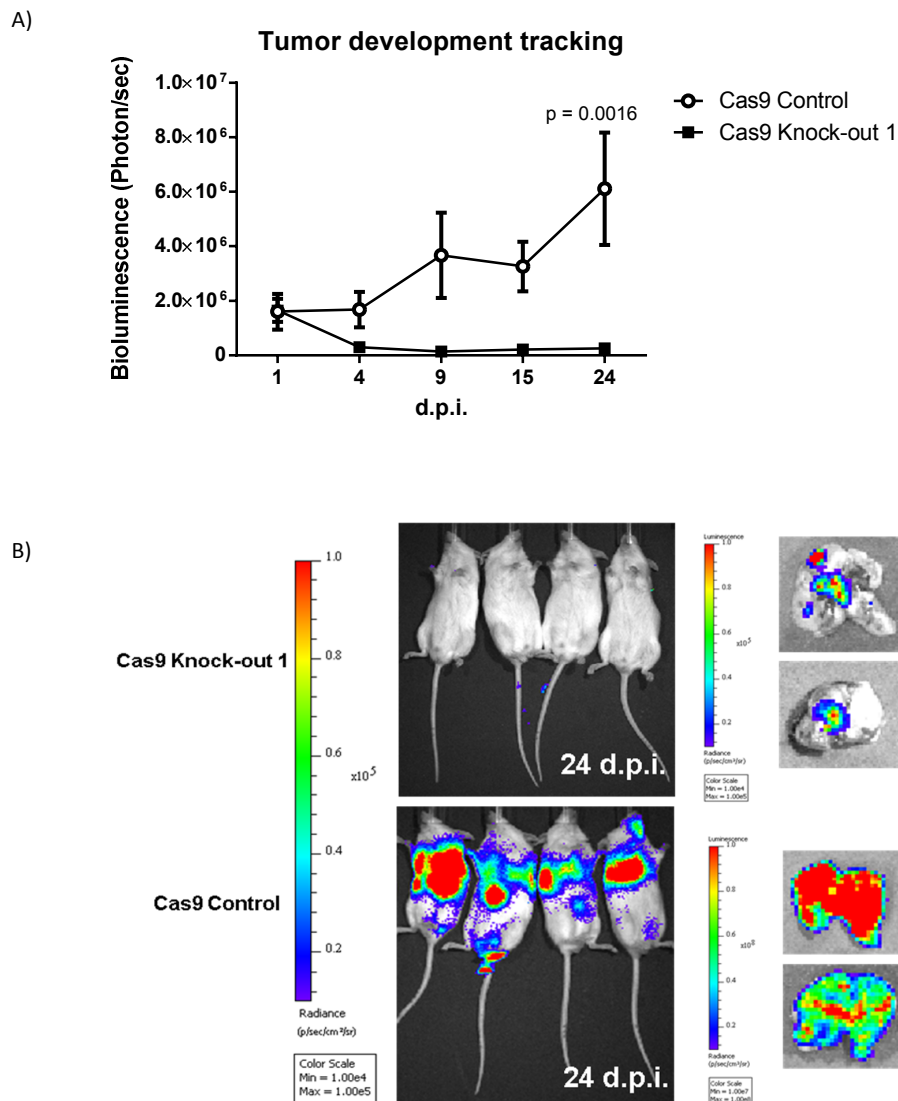 A)
Tumor development tracking
Bioluminescence (Photon/sec)
1.0×10⁷
8.0×10⁶
6.0×10⁶
4.0×10⁶
2.0×10⁶
0
p = 0.0016
Cas9 Control
Cas9 Knock-out 1
1 4 9 15 24
d.p.i.
B)
Cas9 Knock-out 1
Cas9 Control
1.0
0.8
0.6
x10⁵
0.4
0.2
Radiance
(p/sec/cm²/sr)
Color Scale
Min = 1.00e4
Max = 1.00e5
24 d.p.i.
Luminescence
1.0
0.8
0.6
x10⁵
0.4
0.2
Radiance
(p/sec/cm²/sr)
Color Scale
Min = 1.00e4
Max = 1.00e5
24 d.p.i.
Luminescence
1.0
0.8
0.6
0.4
0.2
Radiance
(p/sec/cm²/sr)
Color Scale
Min = 1.00e7